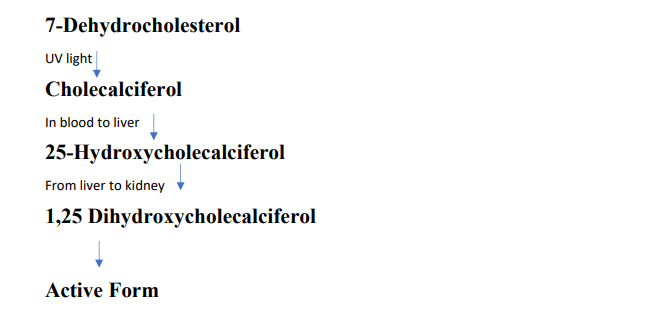 7-Dehydrocholesterol
UV light
Cholecalciferol
In blood to liver
25-Hydroxycholecalciferol
From liver to kidney
1,25 Dihydroxycholecalciferol
Active Form